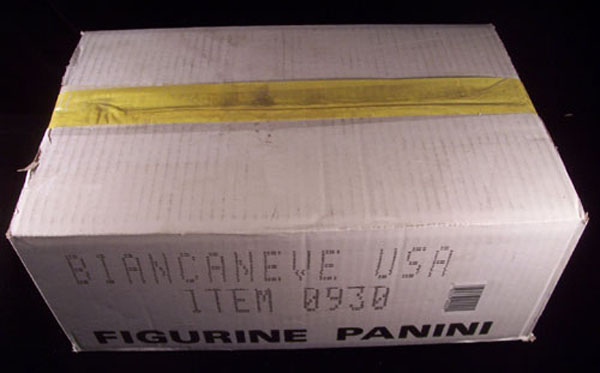 BIANCANEVE USA
ITEM 0930
FIGURINE PANINI